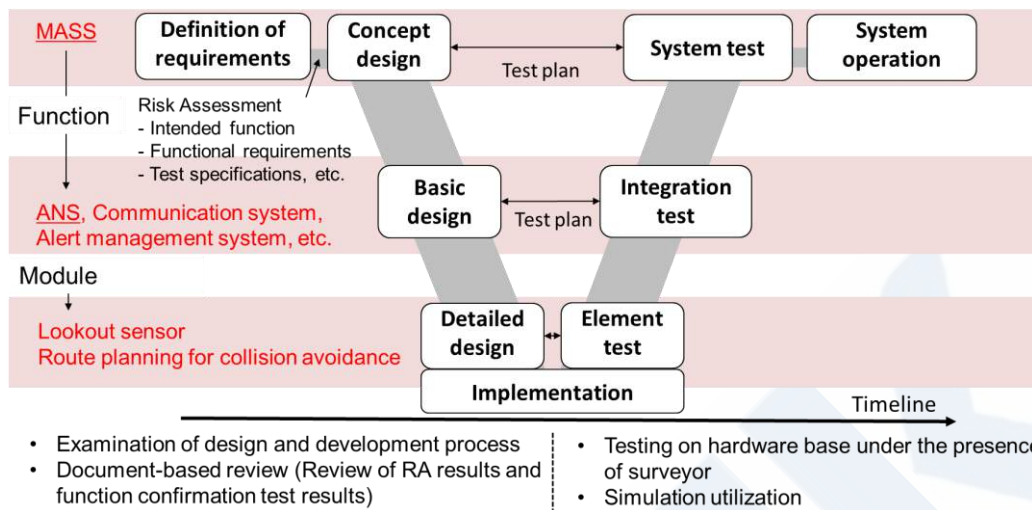 MASS
Definition of
requirements
Concept
design
System test
System
operation
Test plan
Function
Risk Assessment
- Intended function
- Functional requirements
- Test specifications, etc.
Basic
design
Integration
test
Test plan
ANS, Communication system,
Alert management system, etc.
Module
Lookout sensor
Route planning for collision avoidance
Detailed
design
Element
test
Implementation
Timeline
• Examination of design and development process
• Document-based review (Review of RA results and
function confirmation test results)
• Testing on hardware base under the presence
of surveyor
• Simulation utilization